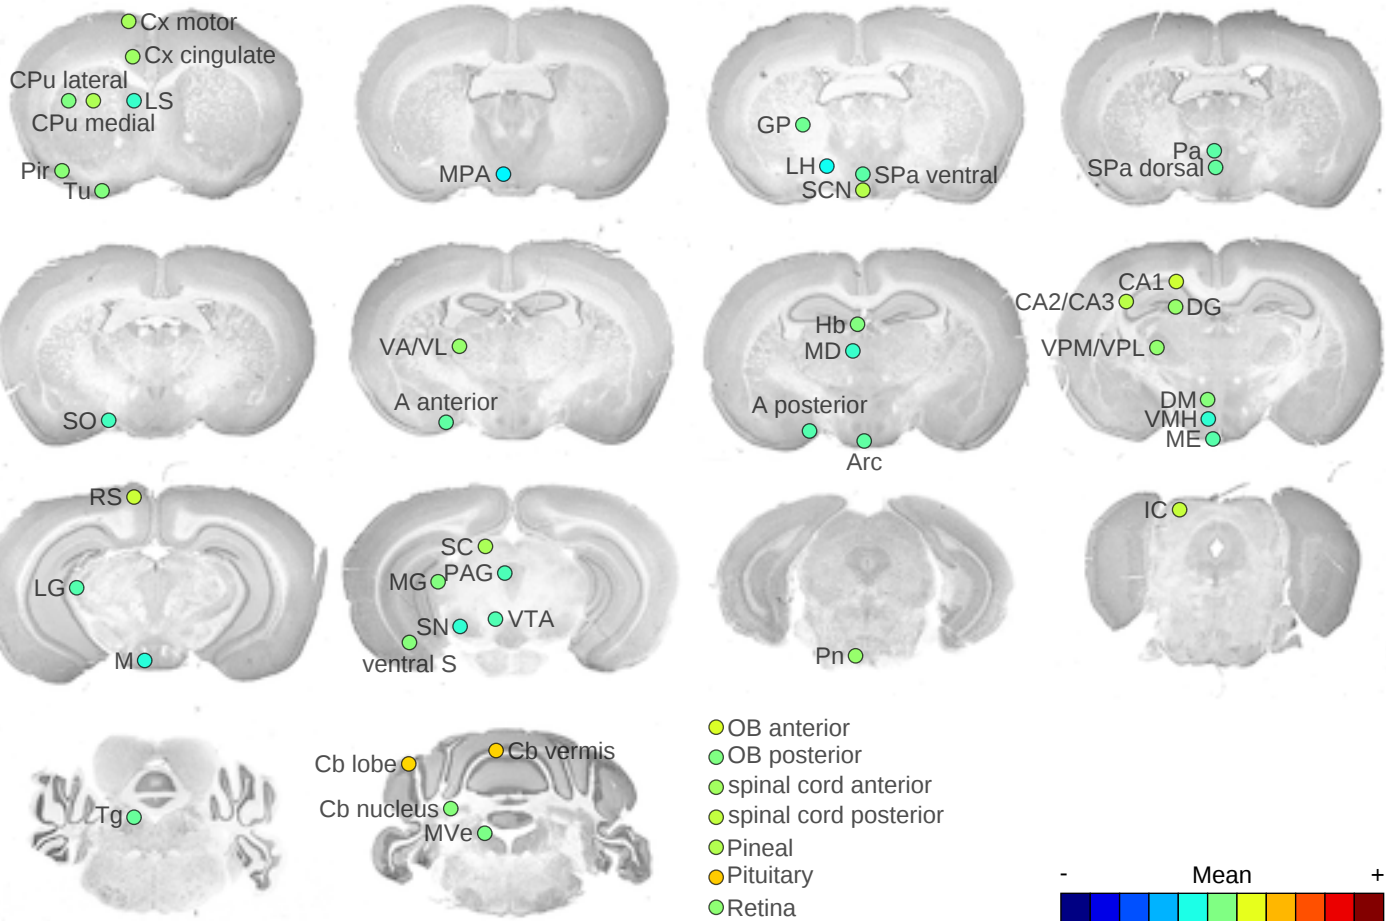 Cx motor
Cx cingulate
CPu lateral
LS
CPu medial
Pir
Tu
MPA
GP
LH
SPa ventral
SCN
Pa
SPa dorsal
SO
VA/VL
A anterior
Hb
MD
A posterior
Arc
CA1
CA2/CA3
DG
VPM/VPL
DM
VMH
ME
RS
LG
M
SC
PAG
MG
VTA
SN
ventral S
Pn
IC
Tg
Cb vermis
Cb lobe
Cb nucleus
MVe
OB anterior
OB posterior
spinal cord anterior
spinal cord posterior
Pineal
Pituitary
Retina
- Mean +